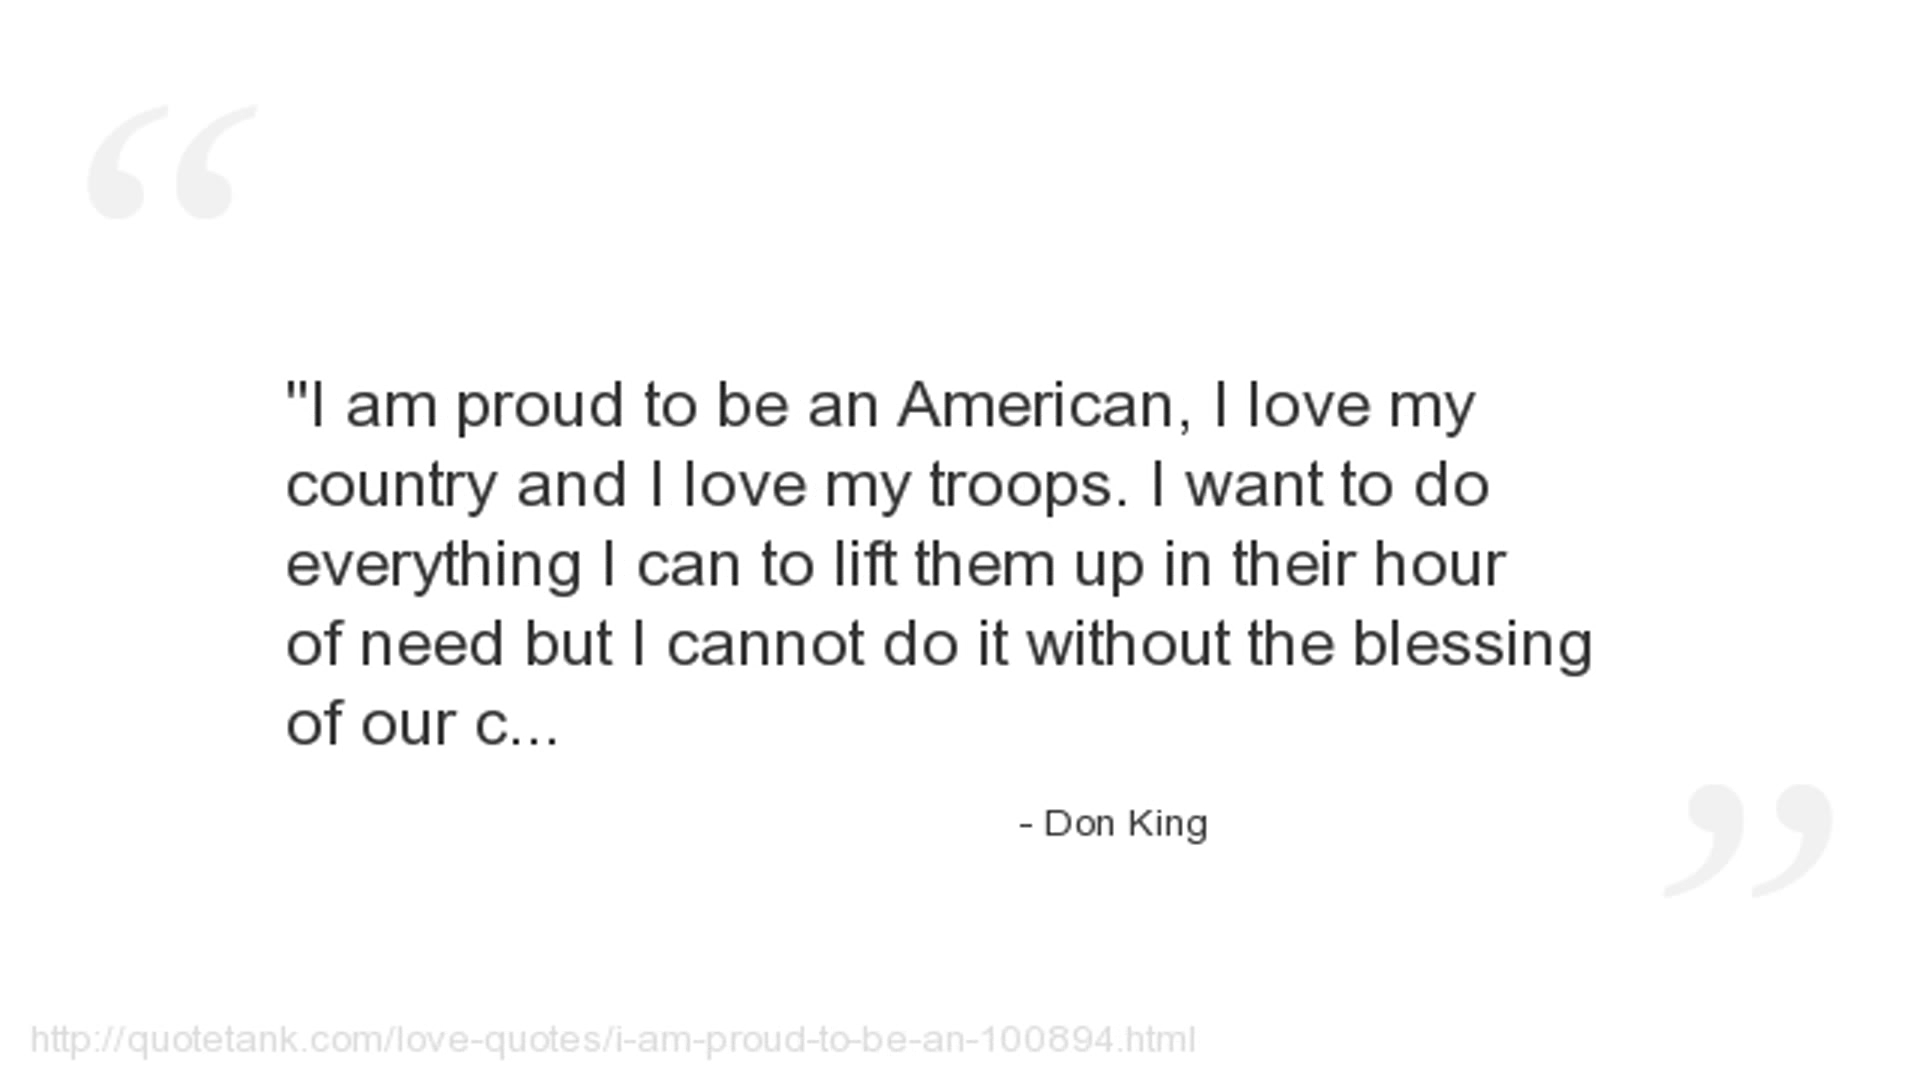 "I am proud to be an American, I love my
country and I love my troops. I want to do
everything I can to lift them up in their hour
of need but I cannot do it without the blessing
of our c...
- Don King
http://quotetank.com/love-quotes/i-am-proud-to-be-an-100894.html